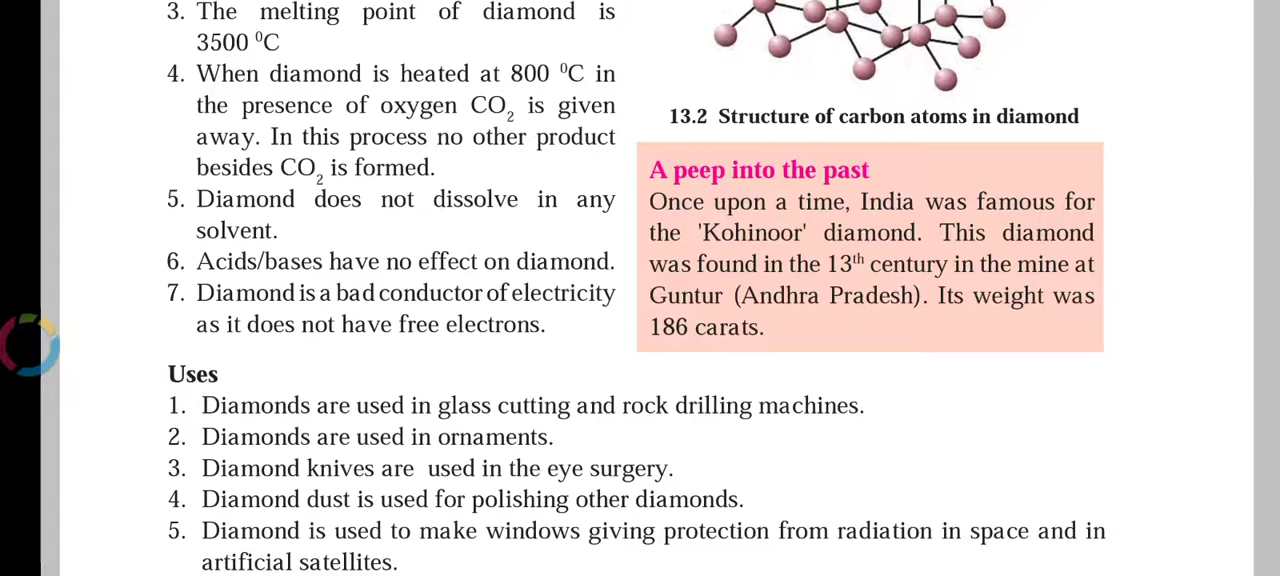 3. The melting point of diamond is
3500 ⁰C
4. When diamond is heated at 800 ⁰C in
the presence of oxygen CO₂ is given
away. In this process no other product
besides CO₂ is formed.
5. Diamond does not dissolve in any
solvent.
6. Acids/bases have no effect on diamond.
7. Diamond is a bad conductor of electricity
as it does not have free electrons.
13.2 Structure of carbon atoms in diamond
A peep into the past
Once upon a time, India was famous for
the 'Kohinoor' diamond. This diamond
was found in the 13th century in the mine at
Guntur (Andhra Pradesh). Its weight was
186 carats.
Uses
1. Diamonds are used in glass cutting and rock drilling machines.
2. Diamonds are used in ornaments.
3. Diamond knives are used in the eye surgery.
4. Diamond dust is used for polishing other diamonds.
5. Diamond is used to make windows giving protection from radiation in space and in
artificial satellites.